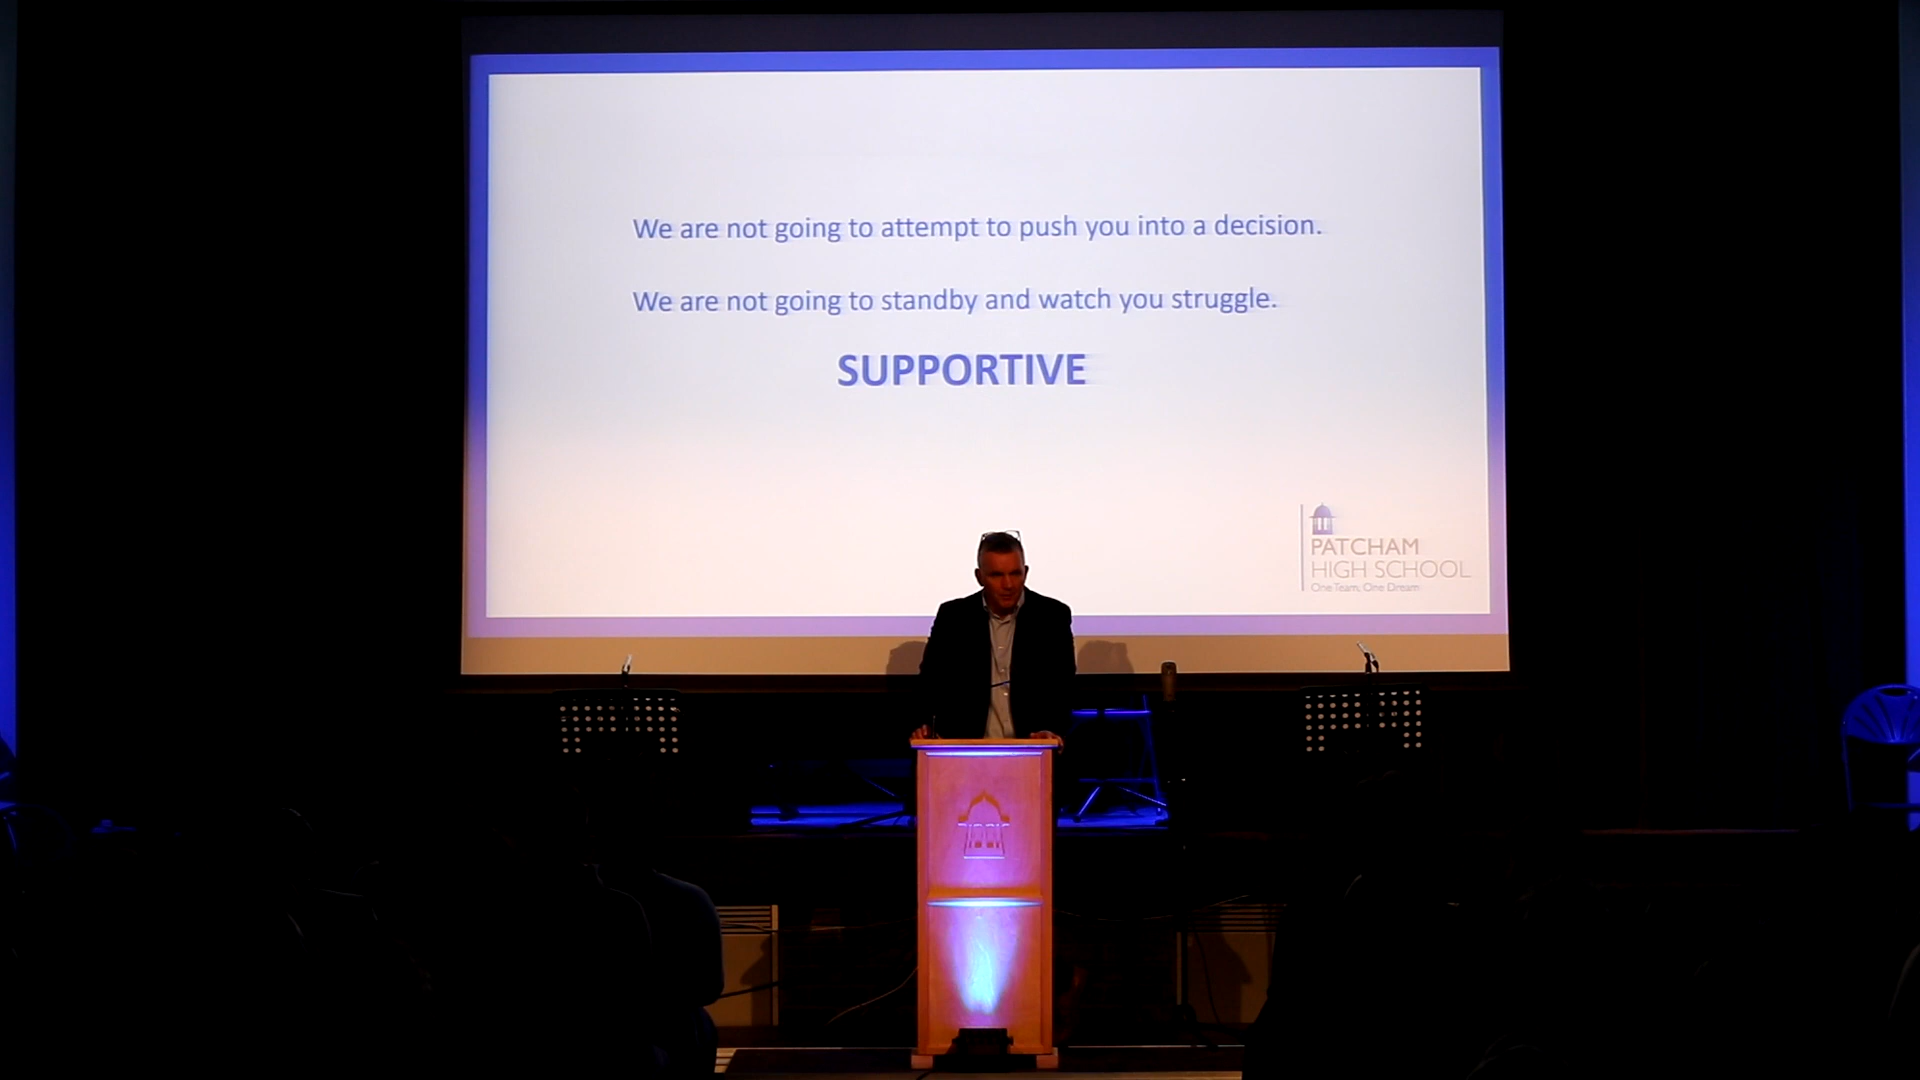 We are not going to attempt to push you into a decision.
We are not going to standby and watch you struggle.
SUPPORTIVE
PATCHAM
HIGH SCHOOL
One Team, One Dream